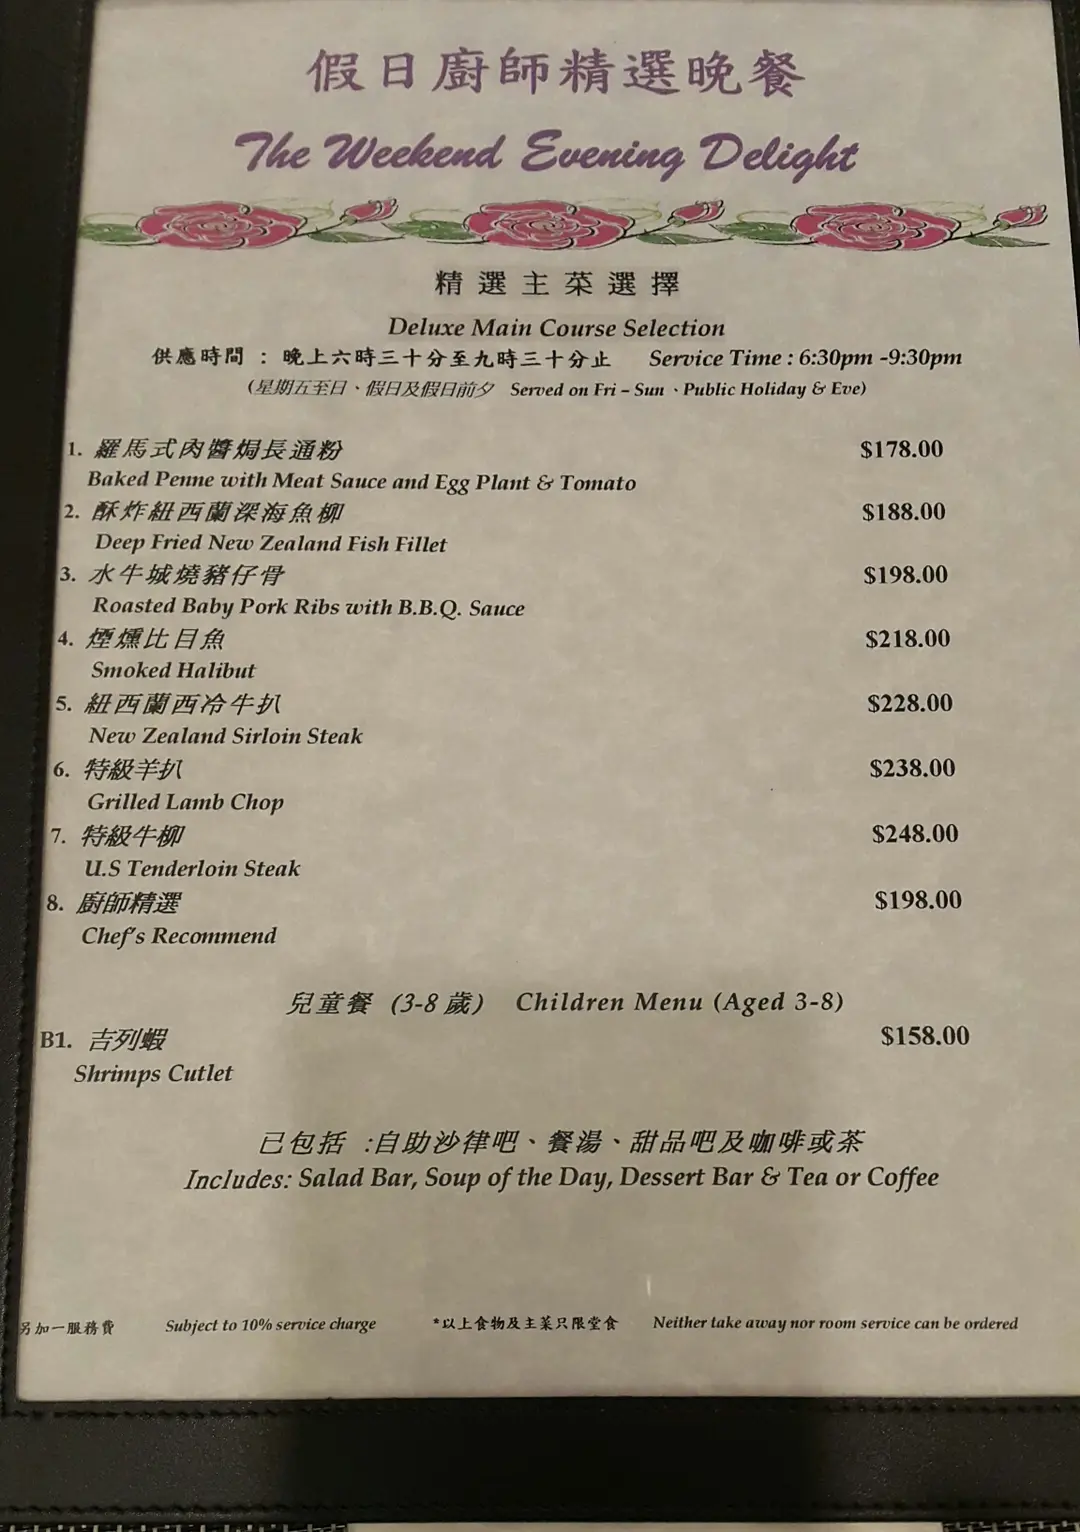 假日廚師精選晚餐
The Weekend Evening Delight
精選主菜選擇
Deluxe Main Course Selection
供應時間 : 晚上六時三十分至九時三十分止 Service Time : 6:30pm -9:30pm
(星期五至日、假日及假日前夕 Served on Fri – Sun、Public Holiday & Eve)
1. 羅馬式肉醬焗長通粉 $178.00
Baked Penne with Meat Sauce and Egg Plant & Tomato
2. 酥炸紐西蘭深海魚柳 $188.00
Deep Fried New Zealand Fish Fillet
3. 水牛城燒豬仔骨 $198.00
Roasted Baby Pork Ribs with B.B.Q. Sauce
4. 煙燻比目魚 $218.00
Smoked Halibut
5. 紐西蘭西冷牛扒 $228.00
New Zealand Sirloin Steak
6. 特級羊扒 $238.00
Grilled Lamb Chop
7. 特級牛柳 $248.00
U.S Tenderloin Steak
8. 廚師精選 $198.00
Chef's Recommend
兒童餐 (3-8 歲) Children Menu (Aged 3-8)
B1. 吉列蝦 $158.00
Shrimps Cutlet
已包括 :自助沙律吧、餐湯、甜品吧及咖啡或茶
Includes: Salad Bar, Soup of the Day, Dessert Bar & Tea or Coffee
另加一服務費 Subject to 10% service charge *以上食物及主菜只限堂食 Neither take away nor room service can be ordered